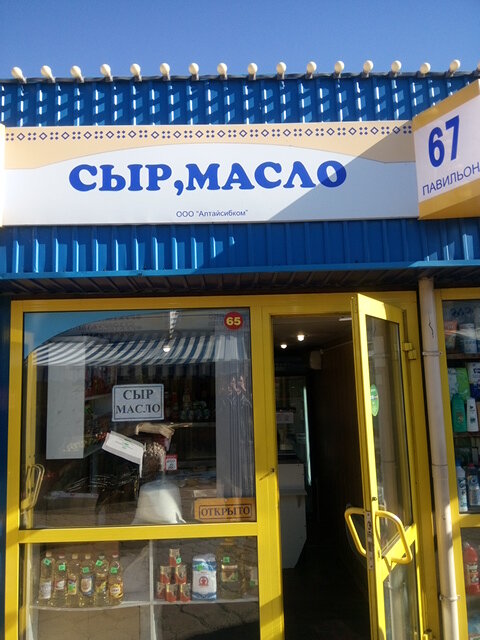 СЫР,МАСЛО
ООО "Алтайсибком"
67
ПАВИЛЬОН
65
СЫР
МАСЛО
ОТКРЫТО